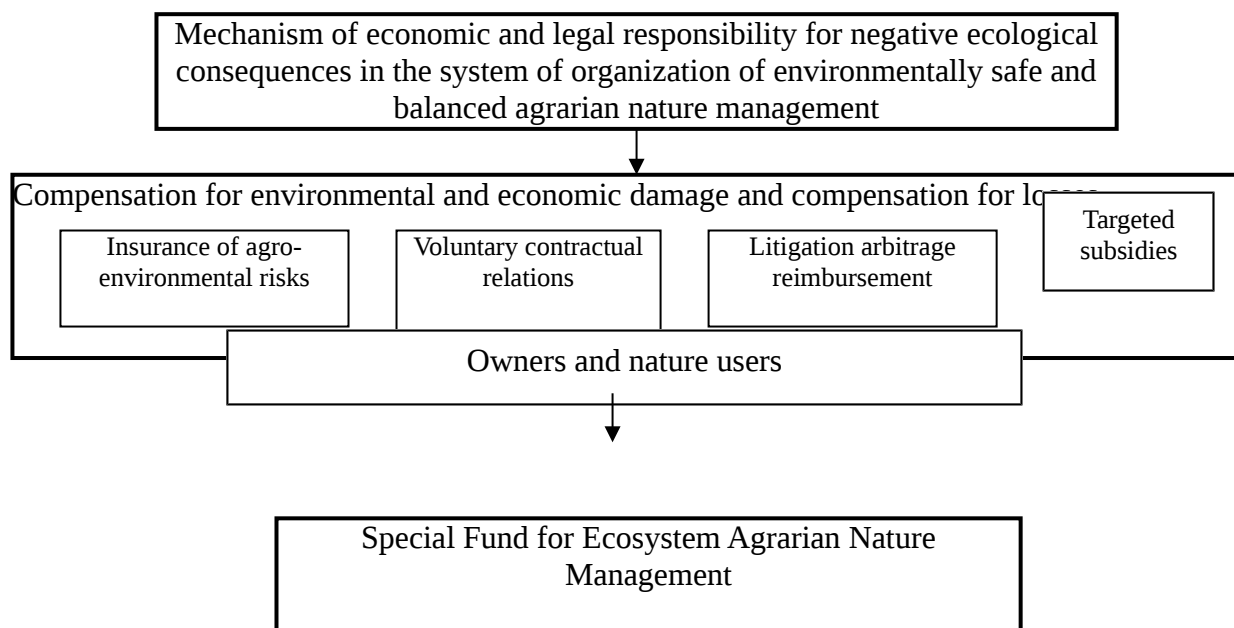 Mechanism of economic and legal responsibility for negative ecological
consequences in the system of organization of environmentally safe and
balanced agrarian nature management
Compensation for environmental and economic damage and compensation for losses
Insurance of agro-
environmental risks
Voluntary contractual
relations
Litigation arbitrage
reimbursement
Targeted
subsidies
Owners and nature users
Special Fund for Ecosystem Agrarian Nature
Management